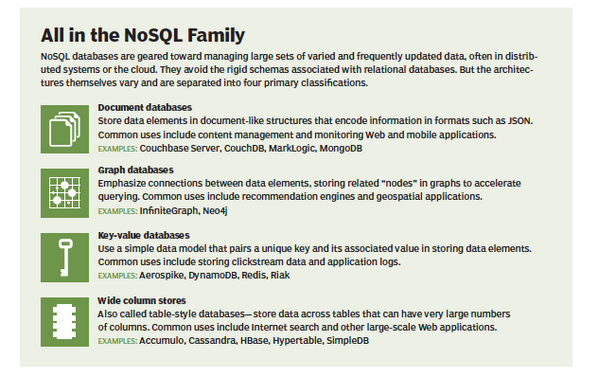 All in the NoSQL Family
NoSQL databases are geared toward managing large sets of varied and frequently updated data, often in distrib-
uted systems or the cloud. They avoid the rigid schemas associated with relational databases. But the architec-
tures themselves vary and are separated into four primary classifications.
Document databases
Store data elements in document-like structures that encode information in formats such as JSON.
Common uses include content management and monitoring Web and mobile applications.
EXAMPLES: Couchbase Server, CouchDB, MarkLogic, MongoDB
Graph databases
Emphasize connections between data elements, storing related “nodes” in graphs to accelerate
querying. Common uses include recommendation engines and geospatial applications.
EXAMPLES: InfiniteGraph, Neo4j
Key-value databases
Use a simple data model that pairs a unique key and its associated value in storing data elements.
Common uses include storing clickstream data and application logs.
EXAMPLES: Aerospike, DynamoDB, Redis, Riak
Wide column stores
Also called table-style databases—store data across tables that can have very large numbers
of columns. Common uses include Internet search and other large-scale Web applications.
EXAMPLES: Accumulo, Cassandra, HBase, Hypertable, SimpleDB